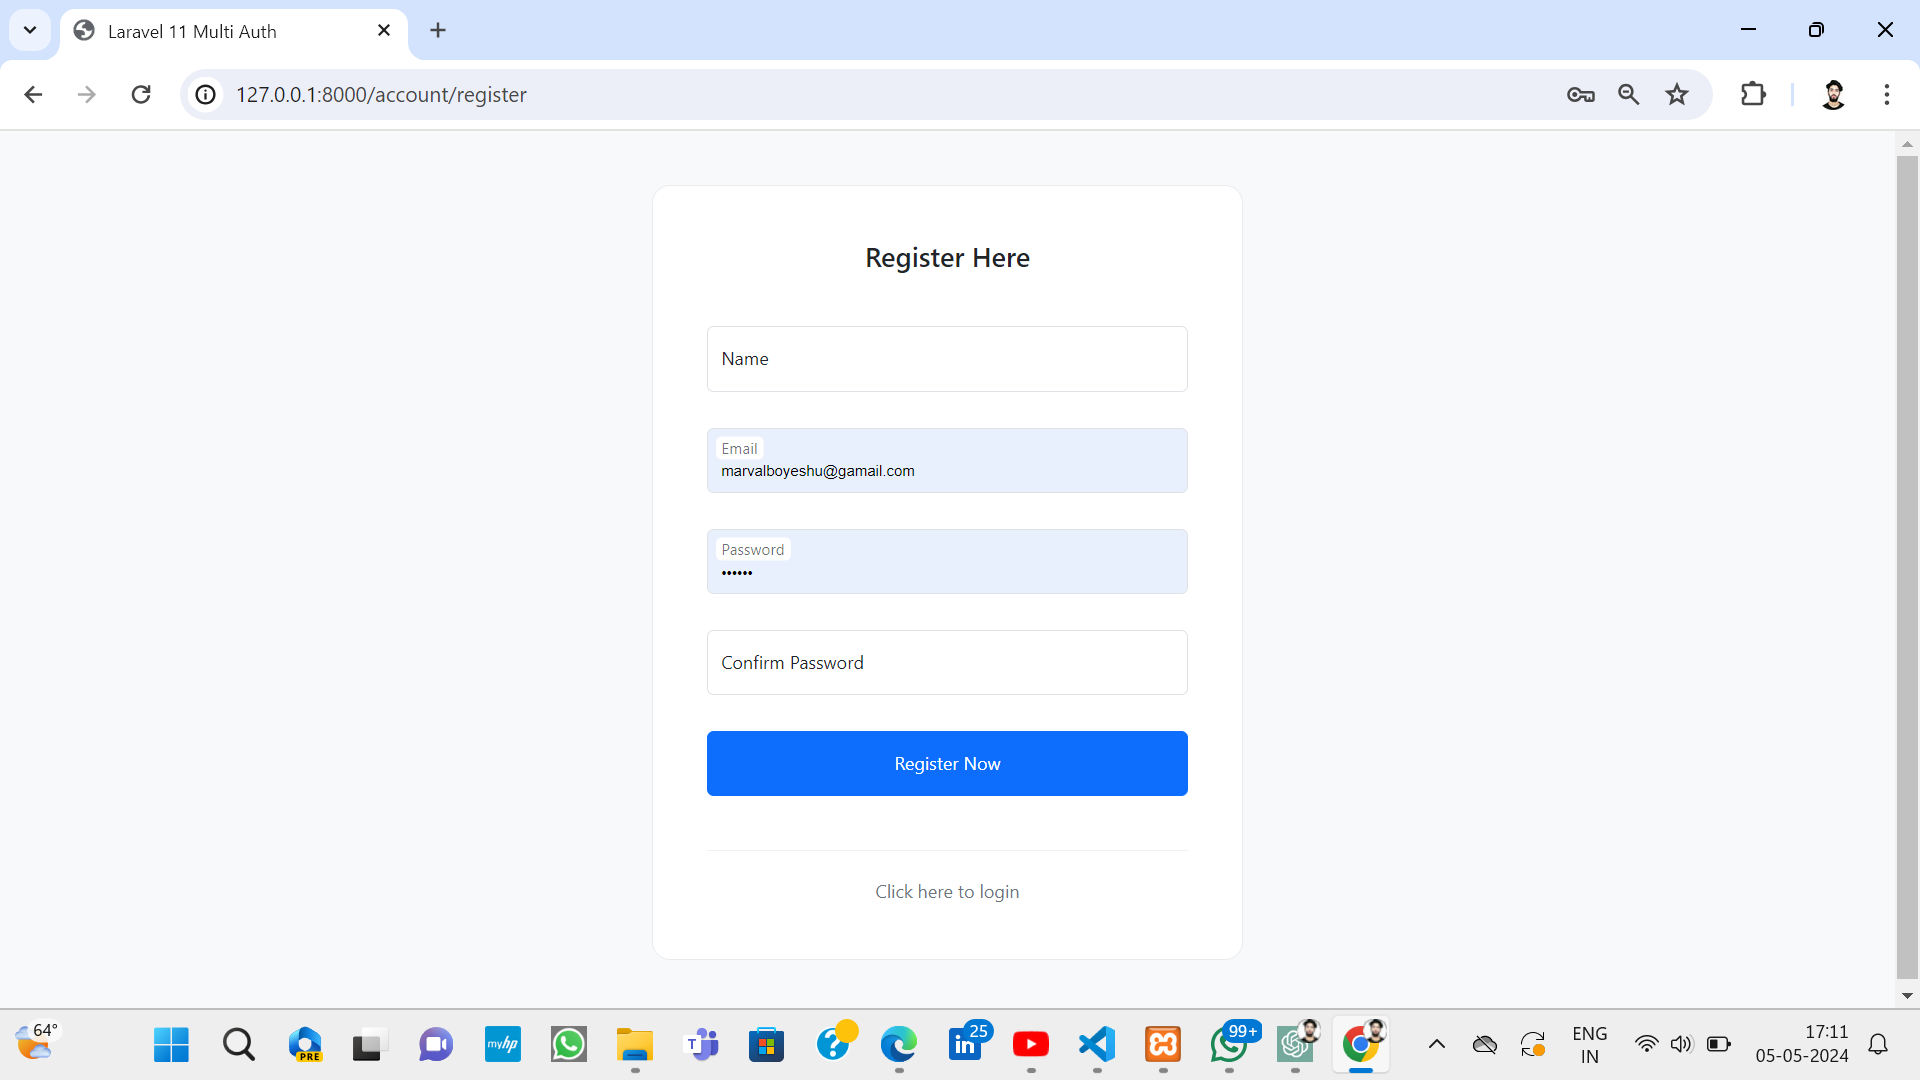 Laravel 11 Multi Auth
127.0.0.1:8000/account/register
Register Here
Name
Email
marvalboyeshu@gamail.com
Password
••••••
Confirm Password
Register Now
Click here to login
64°
PRE
myhp
T
?
in
25
99+
ENG
IN
17:11
05-05-2024